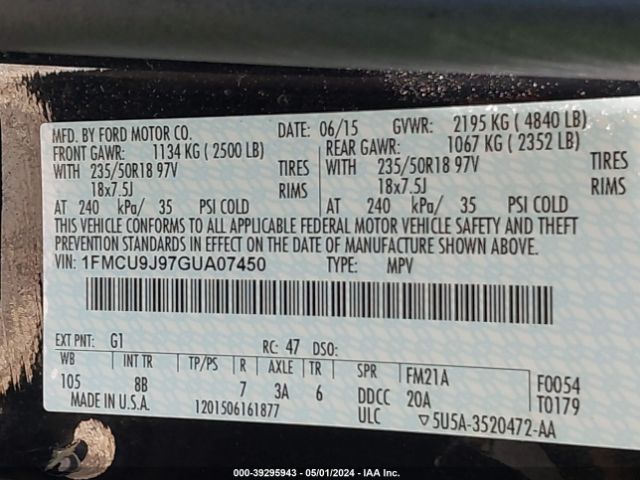 MFD. BY FORD MOTOR CO. DATE: 06/15 GVWR: 2195 KG ( 4840 LB)
FRONT GAWR: 1134 KG ( 2500 LB) REAR GAWR: 1067 KG ( 2352 LB)
WITH 235/50R18 97V TIRES WITH 235/50R18 97V TIRES
18x7.5J RIMS 18x7.5J RIMS
AT 240 kPa/ 35 PSI COLD AT 240 kPa/ 35 PSI COLD
THIS VEHICLE CONFORMS TO ALL APPLICABLE FEDERAL MOTOR VEHICLE SAFETY AND THEFT
PREVENTION STANDARDS IN EFFECT ON THE DATE OF MANUFACTURE SHOWN ABOVE.
VIN: 1FMCU9J97GUA07450 TYPE: MPV
EXT PNT: G1 RC: 47 DSO:
WB INT TR TP/PS R AXLE TR SPR FM21A F0054
105 8B 7 3A 6 DDCC 20A T0179
MADE IN U.S.A. 1201506161877 ULC ▽5U5A-3520472-AA
000-39295943 - 05/01/2024 - IAA Inc.